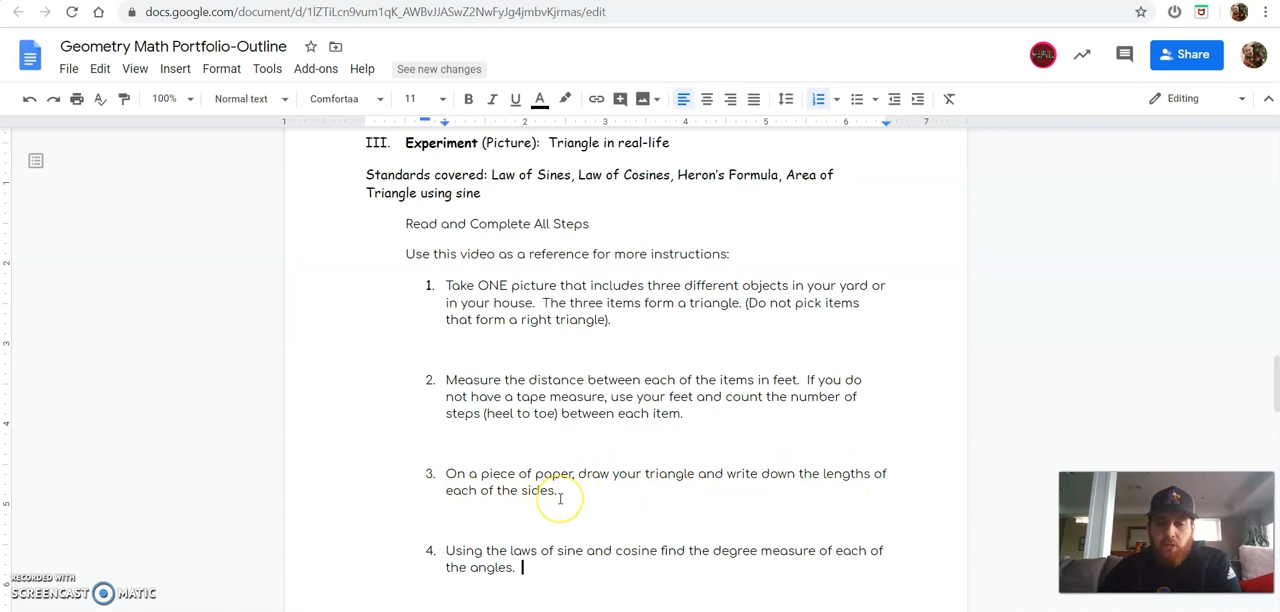 docs.google.com/document/d/1lZTiLcn9vum1qK_AWBvJJASwZ2NwFyJg4jmbvKjrmas/edit
Geometry Math Portfolio-Outline
File Edit View Insert Format Tools Add-ons Help See new changes
Share
100% Normal text Comfortaa 11 B I U A Editing
1 1 2 3 4 5 6 7
III. Experiment (Picture): Triangle in real-life
Standards covered: Law of Sines, Law of Cosines, Heron's Formula, Area of
Triangle using sine
Read and Complete All Steps
Use this video as a reference for more instructions:
1. Take ONE picture that includes three different objects in your yard or
in your house. The three items form a triangle. (Do not pick items
that form a right triangle).
2. Measure the distance between each of the items in feet. If you do
not have a tape measure, use your feet and count the number of
steps (heel to toe) between each item.
3. On a piece of paper, draw your triangle and write down the lengths of
each of the sides.
4. Using the laws of sine and cosine find the degree measure of each of
the angles.
RECORDED WITH
SCREENCAST MATIC